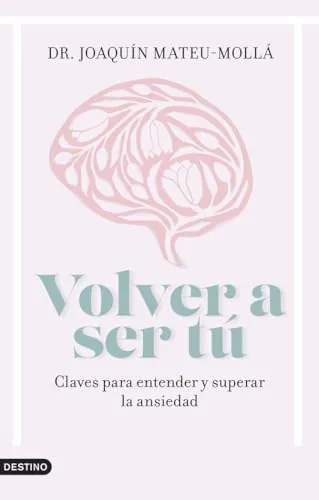 DR. JOAQUÍN MATEU-MOLLÁ
Volver a
ser tú
Claves para entender y superar
la ansiedad
DESTINO